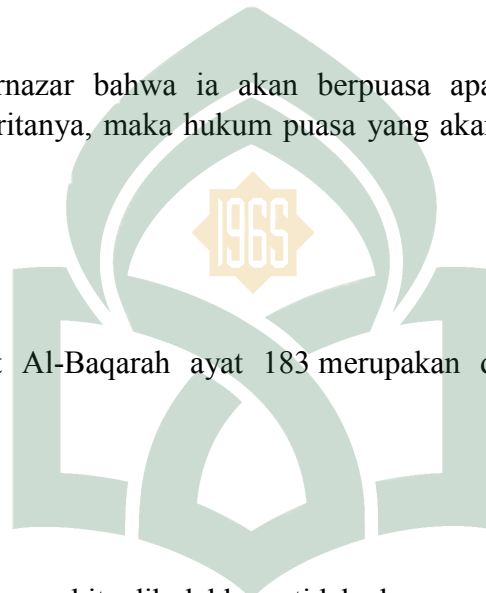 rnazar bahwa ia akan berpuasa apa
ritanya, maka hukum puasa yang akan
1965
t Al-Baqarah ayat 183 merupakan